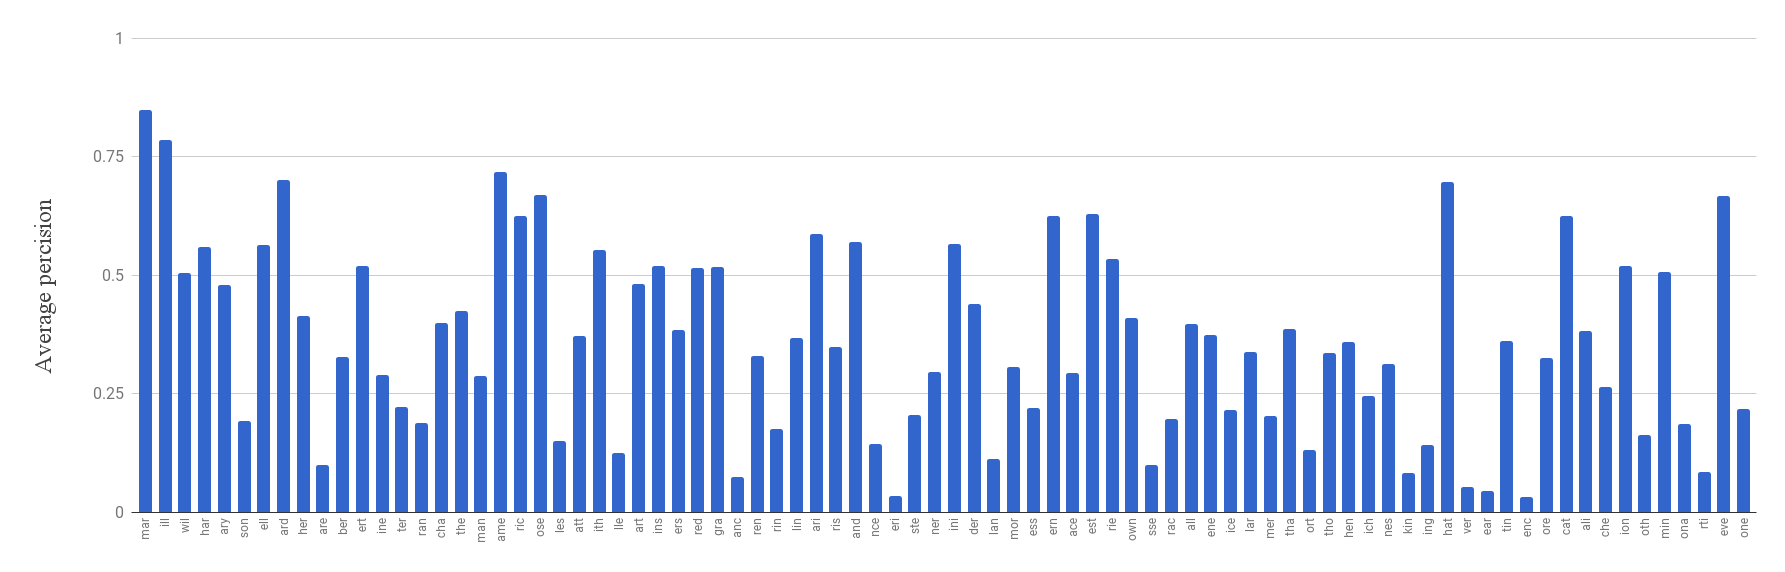 1
0.75
0.5
0.25
0
Average percision
mar ill wil har ary son ell ard her are ber ert ine ter ran cha the man ame ric ose les att ith lle art ins ers red gra anc ren rin lin ari ris and nce eri ste ner ini der lan mor ess ern ace est rie own sse rac all ene ice lar mer tha ort tho hen ich nes kin ing hat ver ear tin enc ore cat ali che ion oth min ona rti eve one